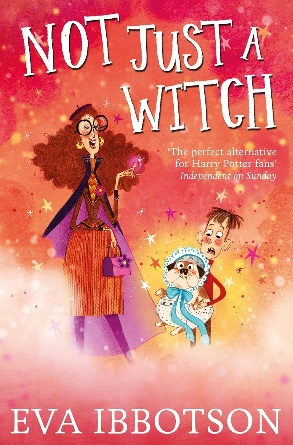 NOT JUST A
WITCH
'The perfect alternative
for Harry Potter fans'
Independent on Sunday
EVA IBBOTSON